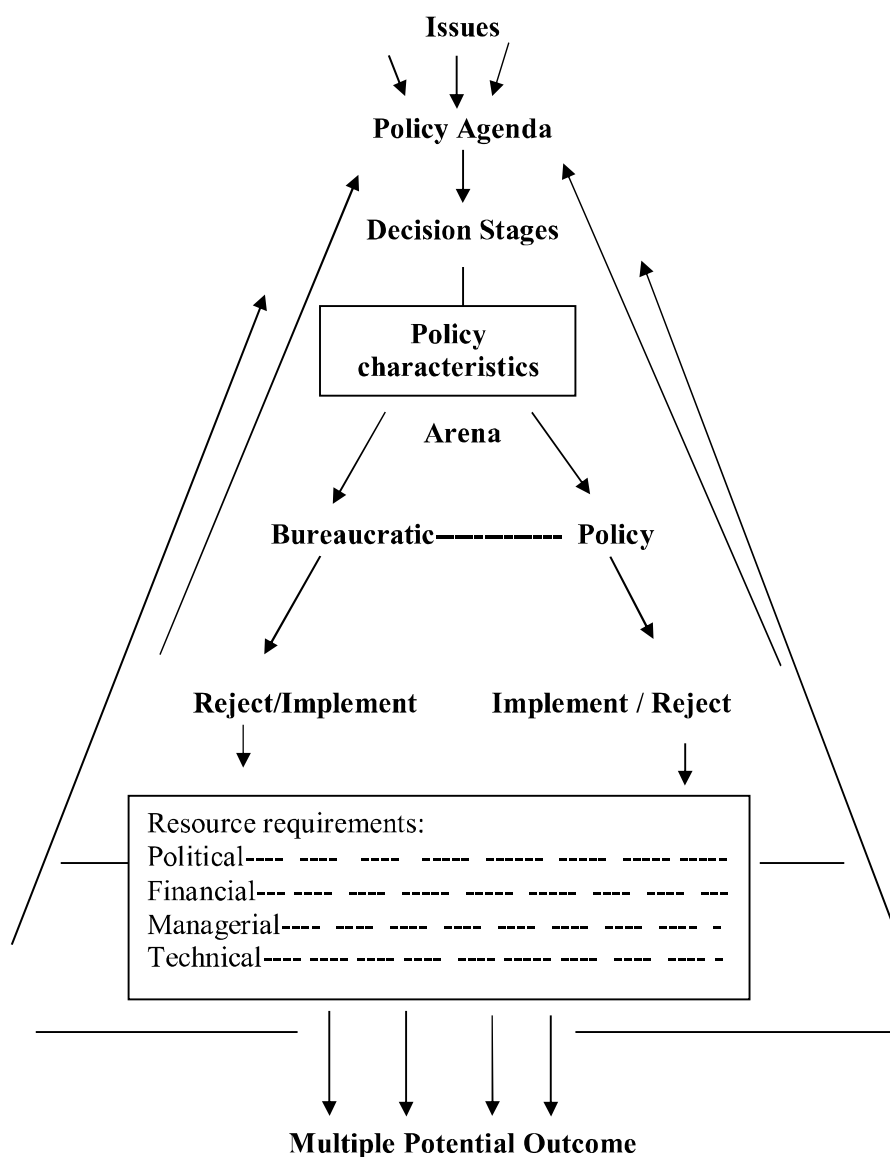 Issues
Policy Agenda
Decision Stages
Policy
characteristics
Arena
Bureaucratic----------- Policy
Reject/Implement
Implement / Reject
Resource requirements:
Political
Financial
Managerial
Technical
Multiple Potential Outcome